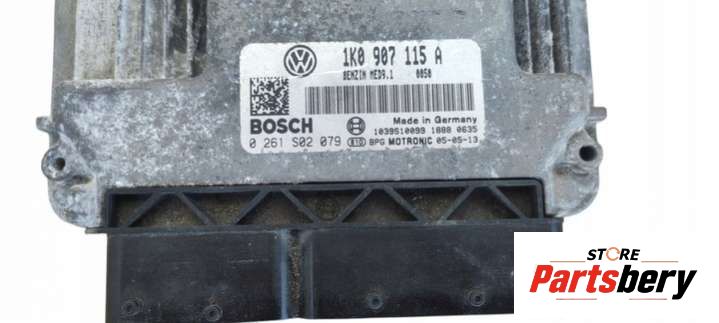 1K0 907 115 A
BENZIN MED9.1 0050
BOSCH
Made in Germany
1039S10099 1888 0635
0 261 S02 079 BPG MOTRONIC 05-05-13
STORE
Partsbery